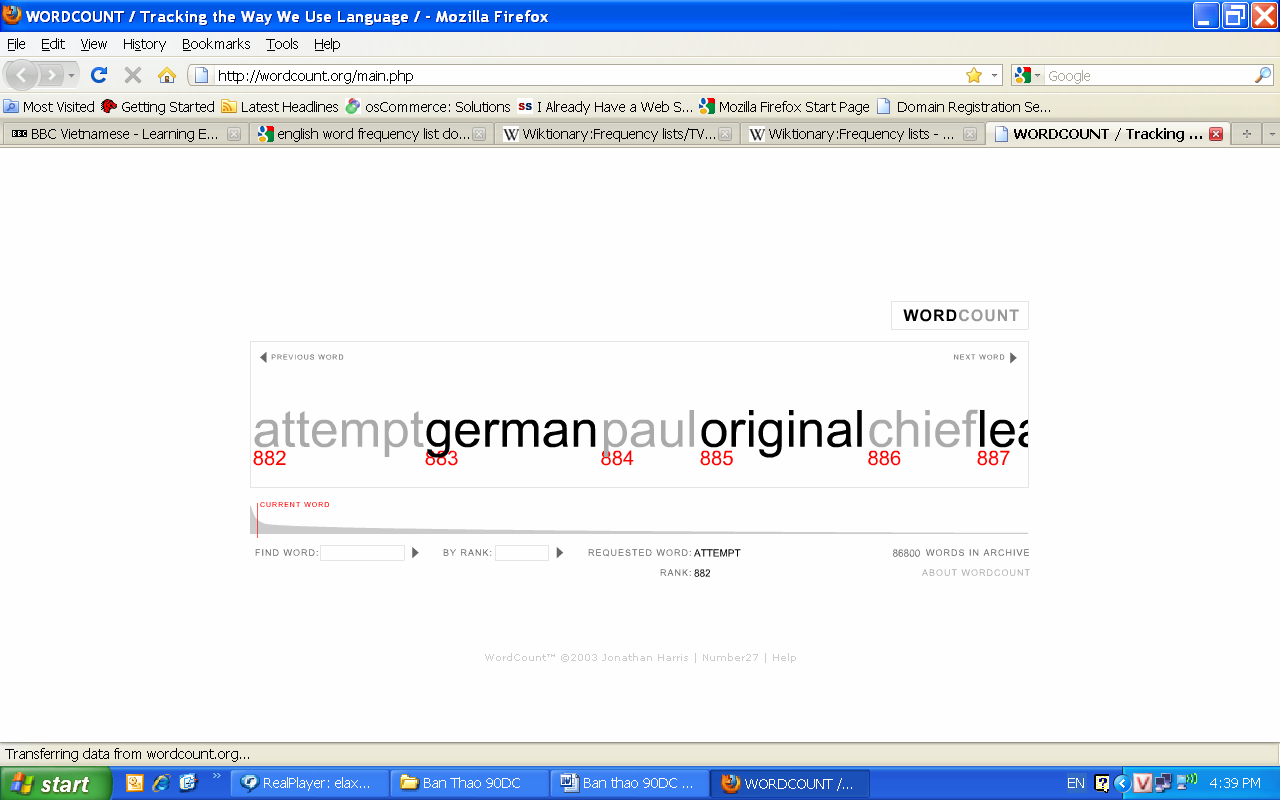 WORDCOUNT / Tracking the Way We Use Language / - Mozilla Firefox
File Edit View History Bookmarks Tools Help
http://wordcount.org/main.php Google
Most Visited Getting Started Latest Headlines osCommerce: Solutions SS I Already Have a Web S... Mozilla Firefox Start Page Domain Registration Se...
BBC BBC Vietnamese - Learning E... english word frequency list do... W Wiktionary:Frequency lists/TV... W Wiktionary:Frequency lists - ... WORDCOUNT / Tracking ...
WORDCOUNT
PREVIOUS WORD NEXT WORD
attempt german paul original chief lea
882 883 884 885 886 887
CURRENT WORD
FIND WORD: BY RANK: REQUESTED WORD: ATTEMPT 86800 WORDS IN ARCHIVE
RANK: 882 ABOUT WORDCOUNT
WordCount™ ©2003 Jonathan Harris | Number27 | Help
Transferring data from wordcount.org...
start RealPlayer: elax... Ban Thao 90DC Ban thao 90DC ... WORDCOUNT /... EN V 4:39 PM